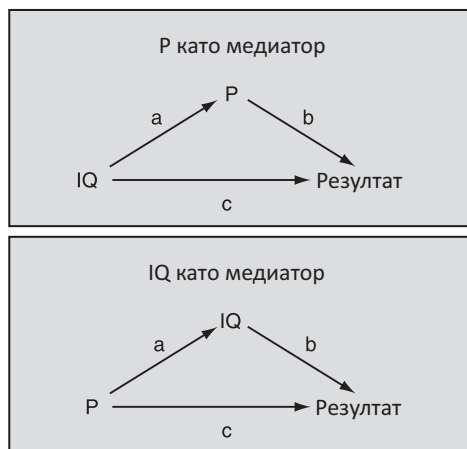 P като медиатор
P
a
b
IQ
Резултат
c
IQ като медиатор
IQ
a
b
P
Резултат
c